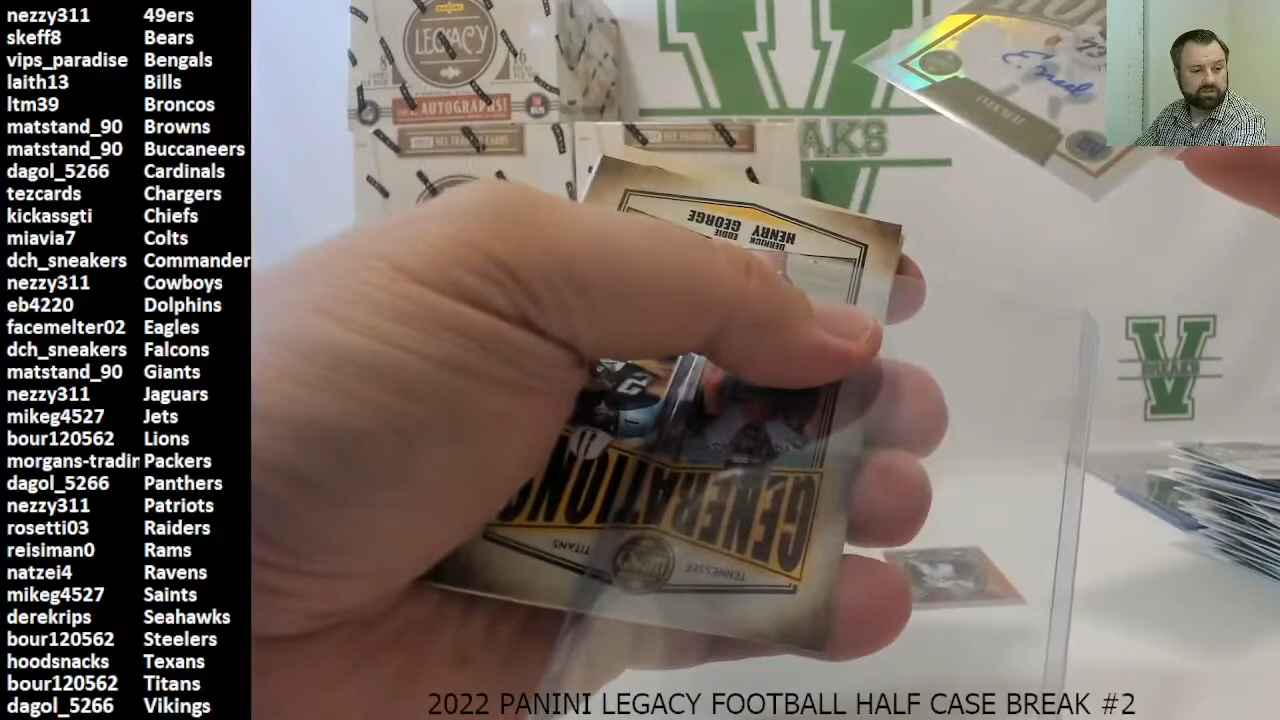 nezzy311 49ers
skeff8 Bears
vips_paradise Bengals
laith13 Bills
ltm39 Broncos
matstand_90 Browns
matstand_90 Buccaneers
dagol_5266 Cardinals
tezcards Chargers
kickassgti Chiefs
miavia7 Colts
dch_sneakers Commander
nezzy311 Cowboys
eb4220 Dolphins
facemelter02 Eagles
dch_sneakers Falcons
matstand_90 Giants
nezzy311 Jaguars
mikeg4527 Jets
bour120562 Lions
morgans-tradin Packers
dagol_5266 Panthers
nezzy311 Patriots
rosetti03 Raiders
reisiman0 Rams
natzei4 Ravens
mikeg4527 Saints
derekrips Seahawks
bour120562 Steelers
hoodsnacks Texans
bour120562 Titans
dagol_5266 Vikings
PANINI
LEGACY
AUTOGRAPHS!
V
EAKS
V
BREAKS
EDDIE GEORGE
DERRICK HENRY
GENERATION
TENNESSEE TITANS
2022 PANINI LEGACY FOOTBALL HALF CASE BREAK #2